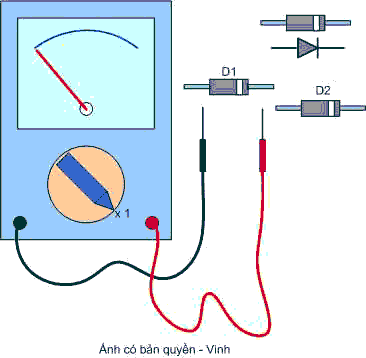 D1
D2
x 1
Ảnh có bản quyền - Vinh